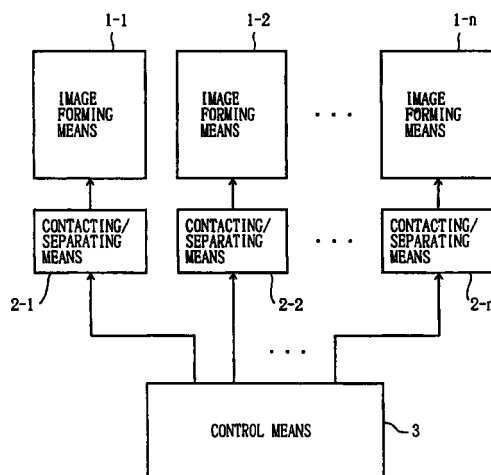 1-1
1-2
1-n
IMAGE
FORMING
MEANS
IMAGE
FORMING
MEANS
. . .
IMAGE
FORMING
MEANS
CONTACTING/
SEPARATING
MEANS
CONTACTING/
SEPARATING
MEANS
. . .
CONTACTING/
SEPARATING
MEANS
2-1
2-2
2-n
. . .
CONTROL MEANS
3